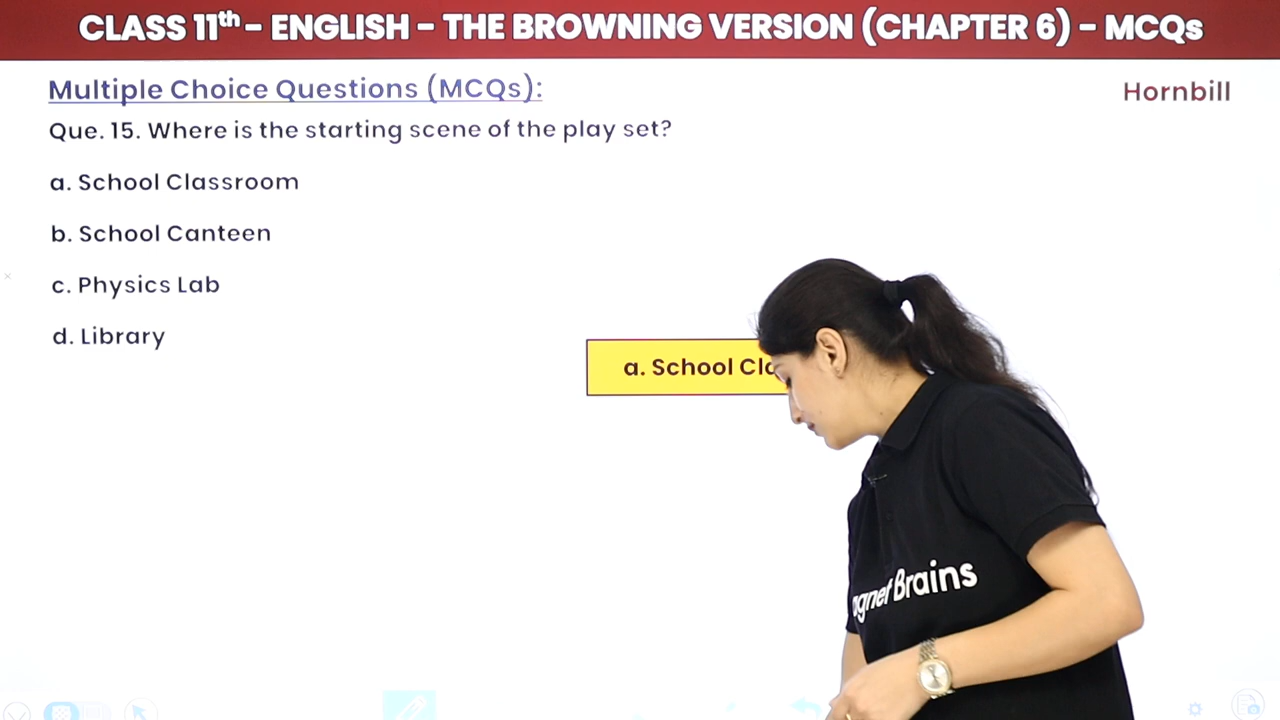 CLASS 11th - ENGLISH - THE BROWNING VERSION (CHAPTER 6) - MCQs
Multiple Choice Questions (MCQs):
Hornbill
Que. 15. Where is the starting scene of the play set?
a. School Classroom
b. School Canteen
c. Physics Lab
d. Library
a. School
Brains